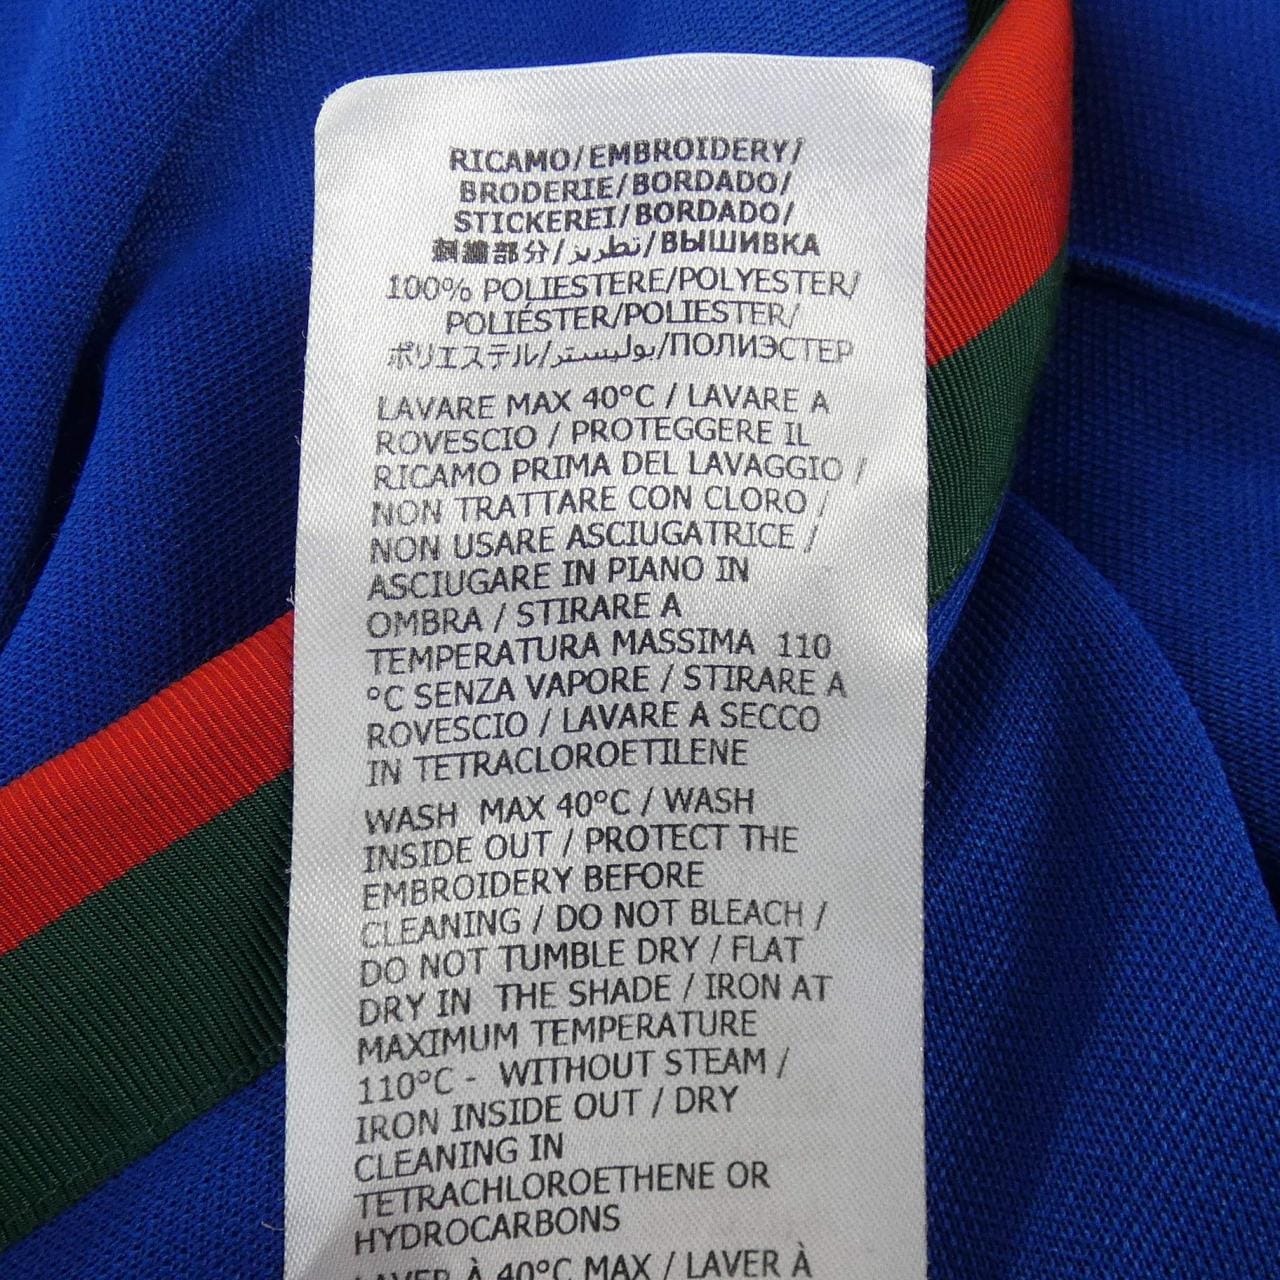 RICAMO/EMBROIDERY/
BRODERIE/BORDADO/
STICKEREI/BORDADO/
刺繍部分/تطريز/ВЫШИВКА
100% POLIESTERE/POLYESTER/
POLIÉSTER/POLIESTER/
ポリエステル/بوليستر/ПОЛИЭСТЕР
LAVARE MAX 40°C / LAVARE A
ROVESCIO / PROTEGGERE IL
RICAMO PRIMA DEL LAVAGGIO /
NON TRATTARE CON CLORO /
NON USARE ASCIUGATRICE /
ASCIUGARE IN PIANO IN
OMBRA / STIRARE A
TEMPERATURA MASSIMA 110
°C SENZA VAPORE / STIRARE A
ROVESCIO / LAVARE A SECCO
IN TETRACLOROETILENE
WASH MAX 40°C / WASH
INSIDE OUT / PROTECT THE
EMBROIDERY BEFORE
CLEANING / DO NOT BLEACH /
DO NOT TUMBLE DRY / FLAT
DRY IN THE SHADE / IRON AT
MAXIMUM TEMPERATURE
110°C - WITHOUT STEAM /
IRON INSIDE OUT / DRY
CLEANING IN
TETRACHLOROETHENE OR
HYDROCARBONS
LAVER À 40°C MAX / LAVER À